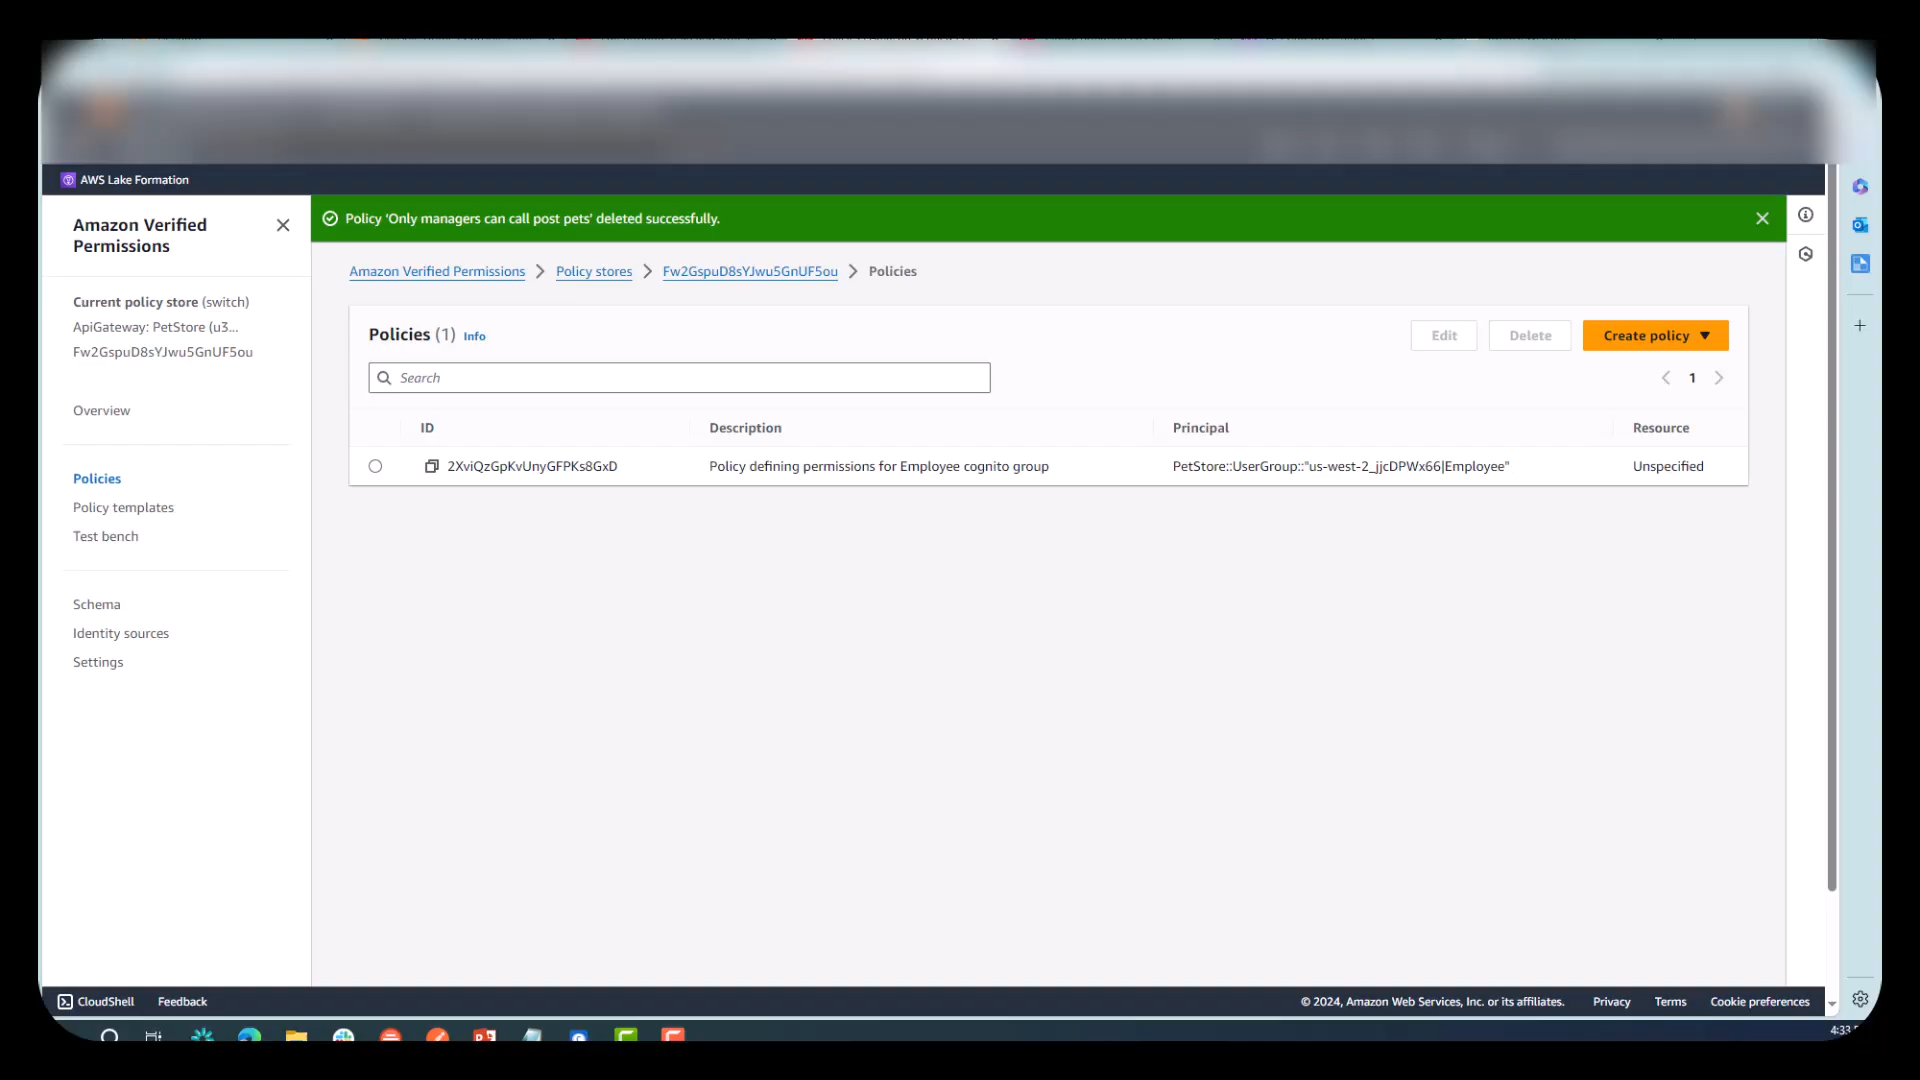 AWS Lake Formation
Amazon Verified
Permissions
Policy 'Only managers can call post pets' deleted successfully.
Amazon Verified Permissions > Policy stores > Fw2GspuD8sYJwu5GnUF5ou > Policies
Current policy store (switch)
ApiGateway: PetStore (u3...
Fw2GspuD8sYJwu5GnUF5ou
Overview
Policies
Policy templates
Test bench
Schema
Identity sources
Settings
Policies (1) Info
Edit
Delete
Create policy
Search
1
ID Description Principal Resource
2XviQzGpKvUnyGFPKs8GxD Policy defining permissions for Employee cognito group PetStore::UserGroup::"us-west-2_jjcDPWx66|Employee" Unspecified
CloudShell Feedback © 2024, Amazon Web Services, Inc. or its affiliates. Privacy Terms Cookie preferences
4:33